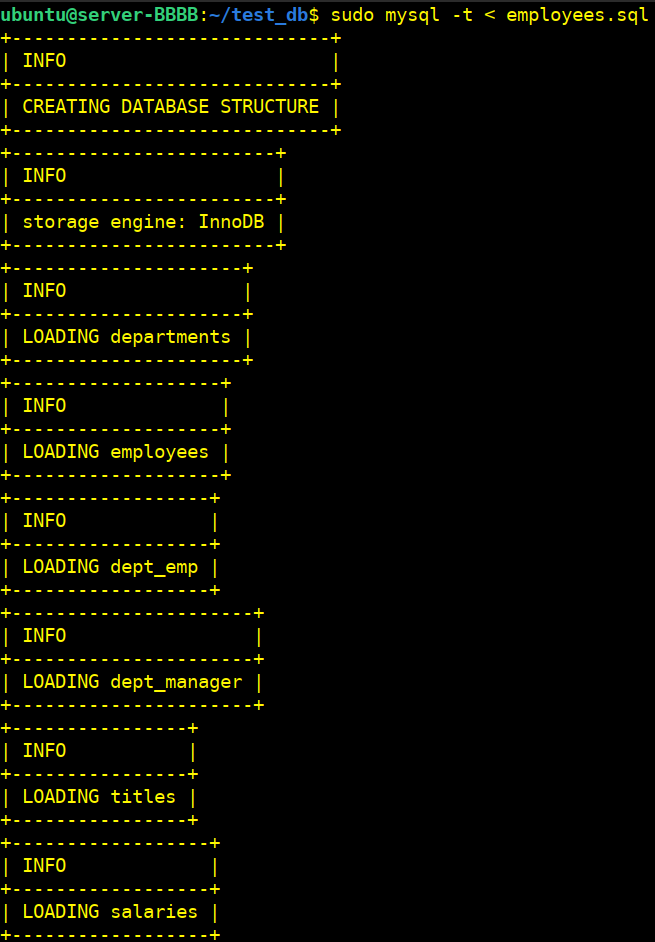 ubuntu@server-BBBB:~/test_db$ sudo mysql -t < employees.sql
+-----------------------------+
| INFO                        |
+-----------------------------+
| CREATING DATABASE STRUCTURE |
+-----------------------------+
+------------------------+
| INFO                   |
+------------------------+
| storage engine: InnoDB |
+------------------------+
+---------------------+
| INFO                |
+---------------------+
| LOADING departments |
+---------------------+
+-------------------+
| INFO              |
+-------------------+
| LOADING employees |
+-------------------+
+------------------+
| INFO             |
+------------------+
| LOADING dept_emp |
+------------------+
+----------------------+
| INFO                 |
+----------------------+
| LOADING dept_manager |
+----------------------+
+----------------+
| INFO           |
+----------------+
| LOADING titles |
+----------------+
+------------------+
| INFO             |
+------------------+
| LOADING salaries |
+------------------+